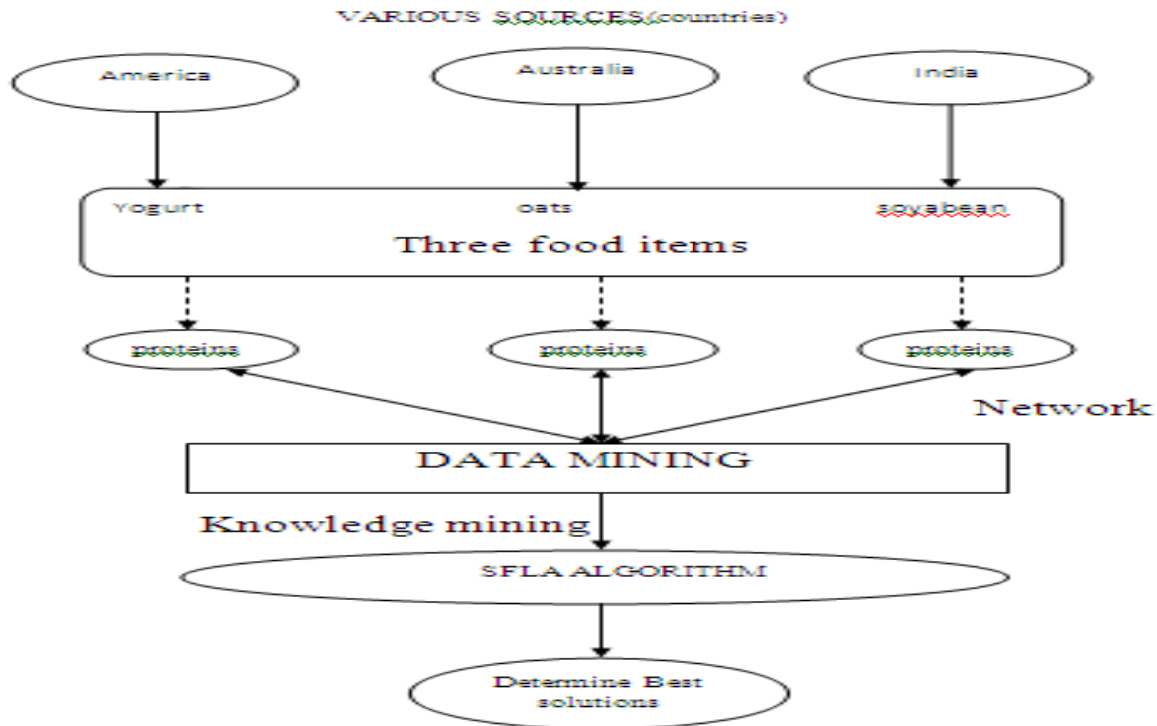 VARIOUS SOURCES(countries)
America
Australia
India
Yogurt
oats
soyabean
Three food items
proteins
proteins
proteins
Network
DATA MINING
Knowledge mining
SFLA ALGORITHM
Determine Best
solutions